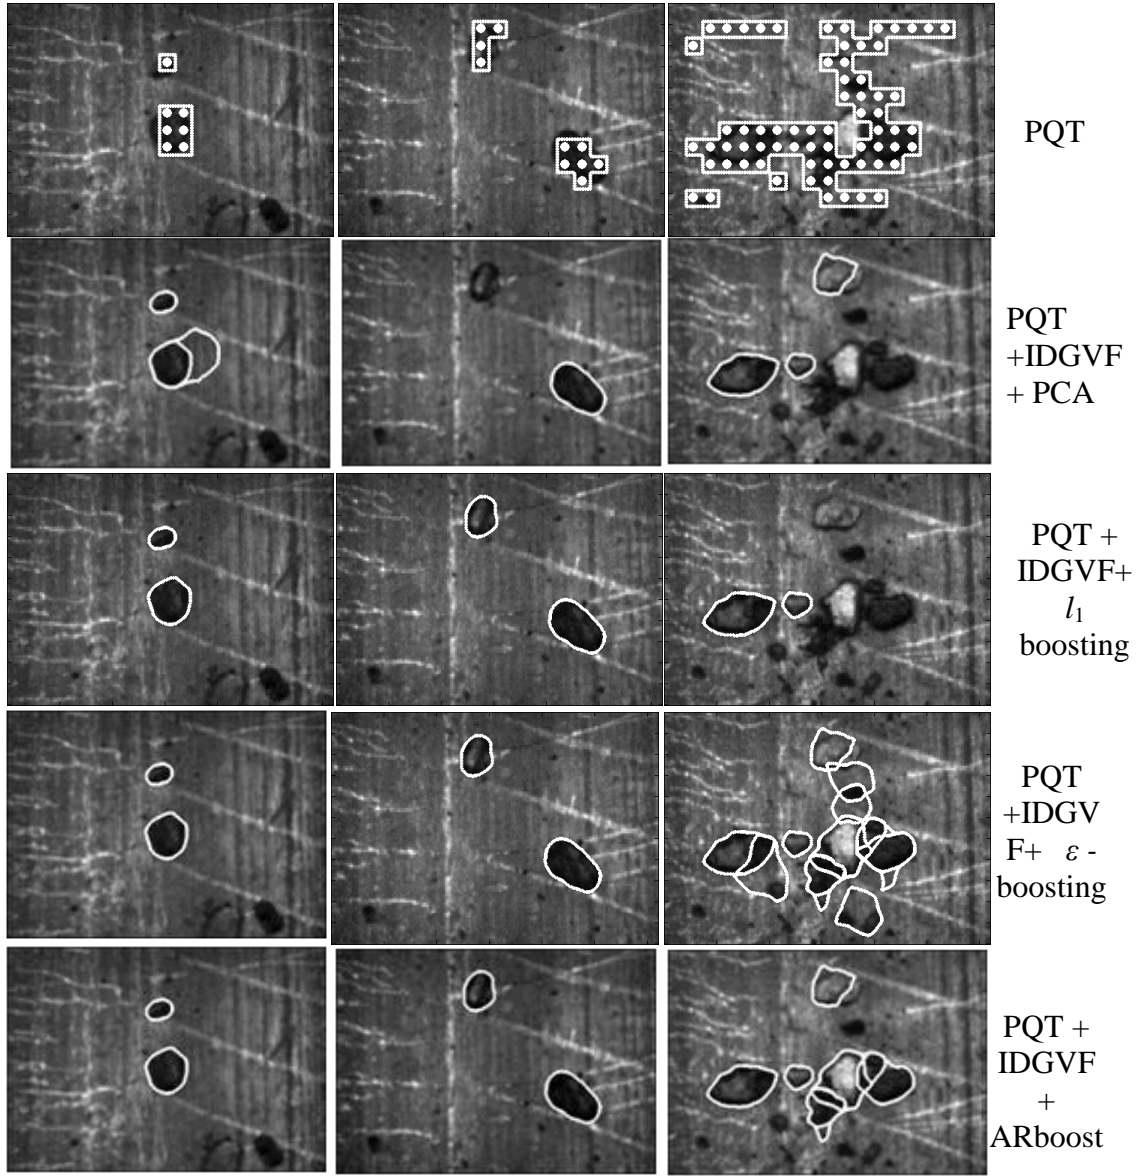 PQT
PQT
+IDGVF
+ PCA
PQT +
IDGVF+
l₁
boosting
PQT
+IDGV
F+ ε -
boosting
PQT +
IDGVF
+
ARboost